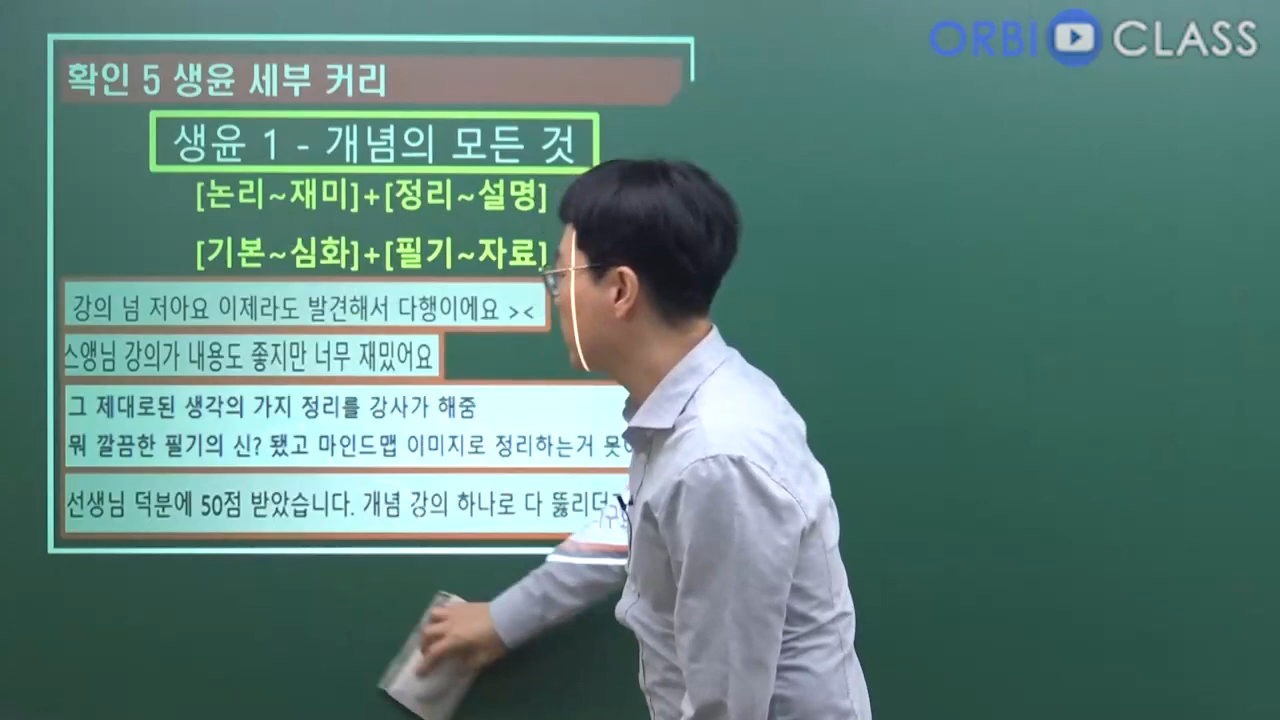 ORBI CLASS
확인 5 생윤 세부 커리
생윤 1 - 개념의 모든 것
[논리~재미]+[정리~설명]
[기본~심화]+[필기~자료]
강의 넘 저아요 이제라도 발견해서 다행이에요 ><
스앵님 강의가 내용도 좋지만 너무 재밌어요
그 제대로된 생각의 가지 정리를 강사가 해줌
뭐 깔끔한 필기의 신? 됐고 마인드맵 이미지로 정리하는거
선생님 덕분에 50점 받았습니다. 개념 강의 하나로 다